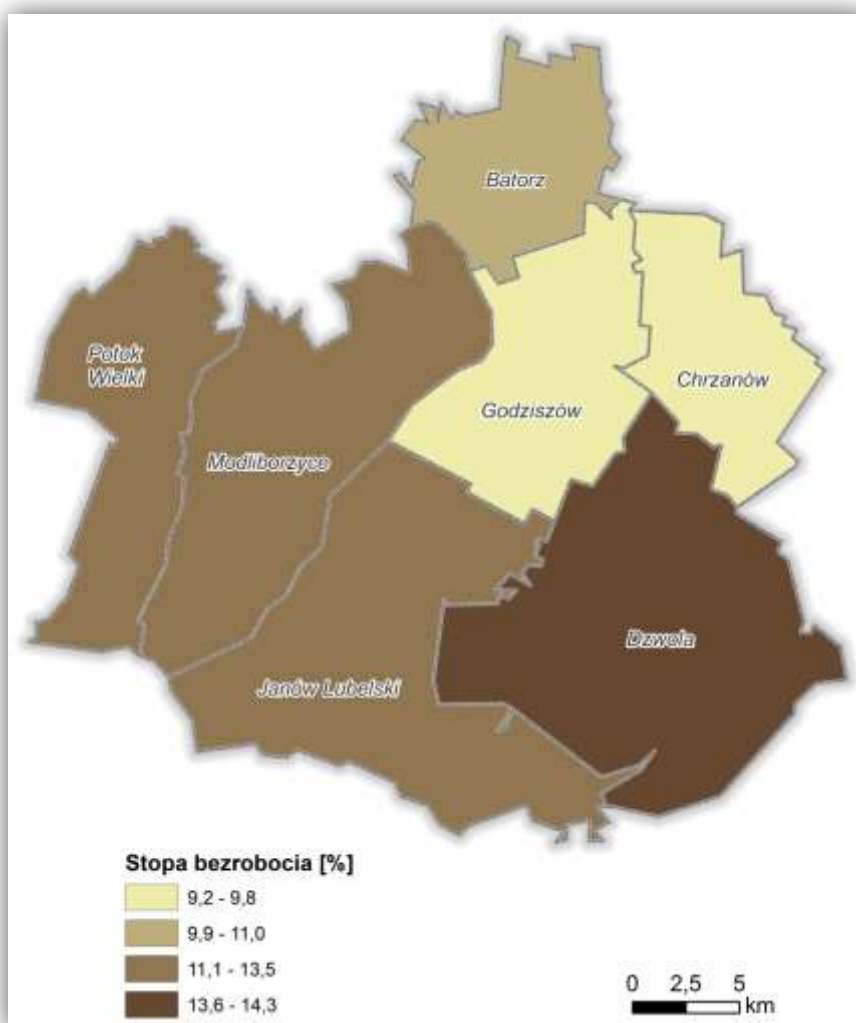 Batorz
Potok
Wielki
Chrzanów
Godziszów
Modliborzyce
Dzwola
Janów Lubelski
Stopa bezrobocia [%]
9,2 - 9,8
9,9 - 11,0
11,1 - 13,5
13,6 - 14,3
0 2,5 5
km